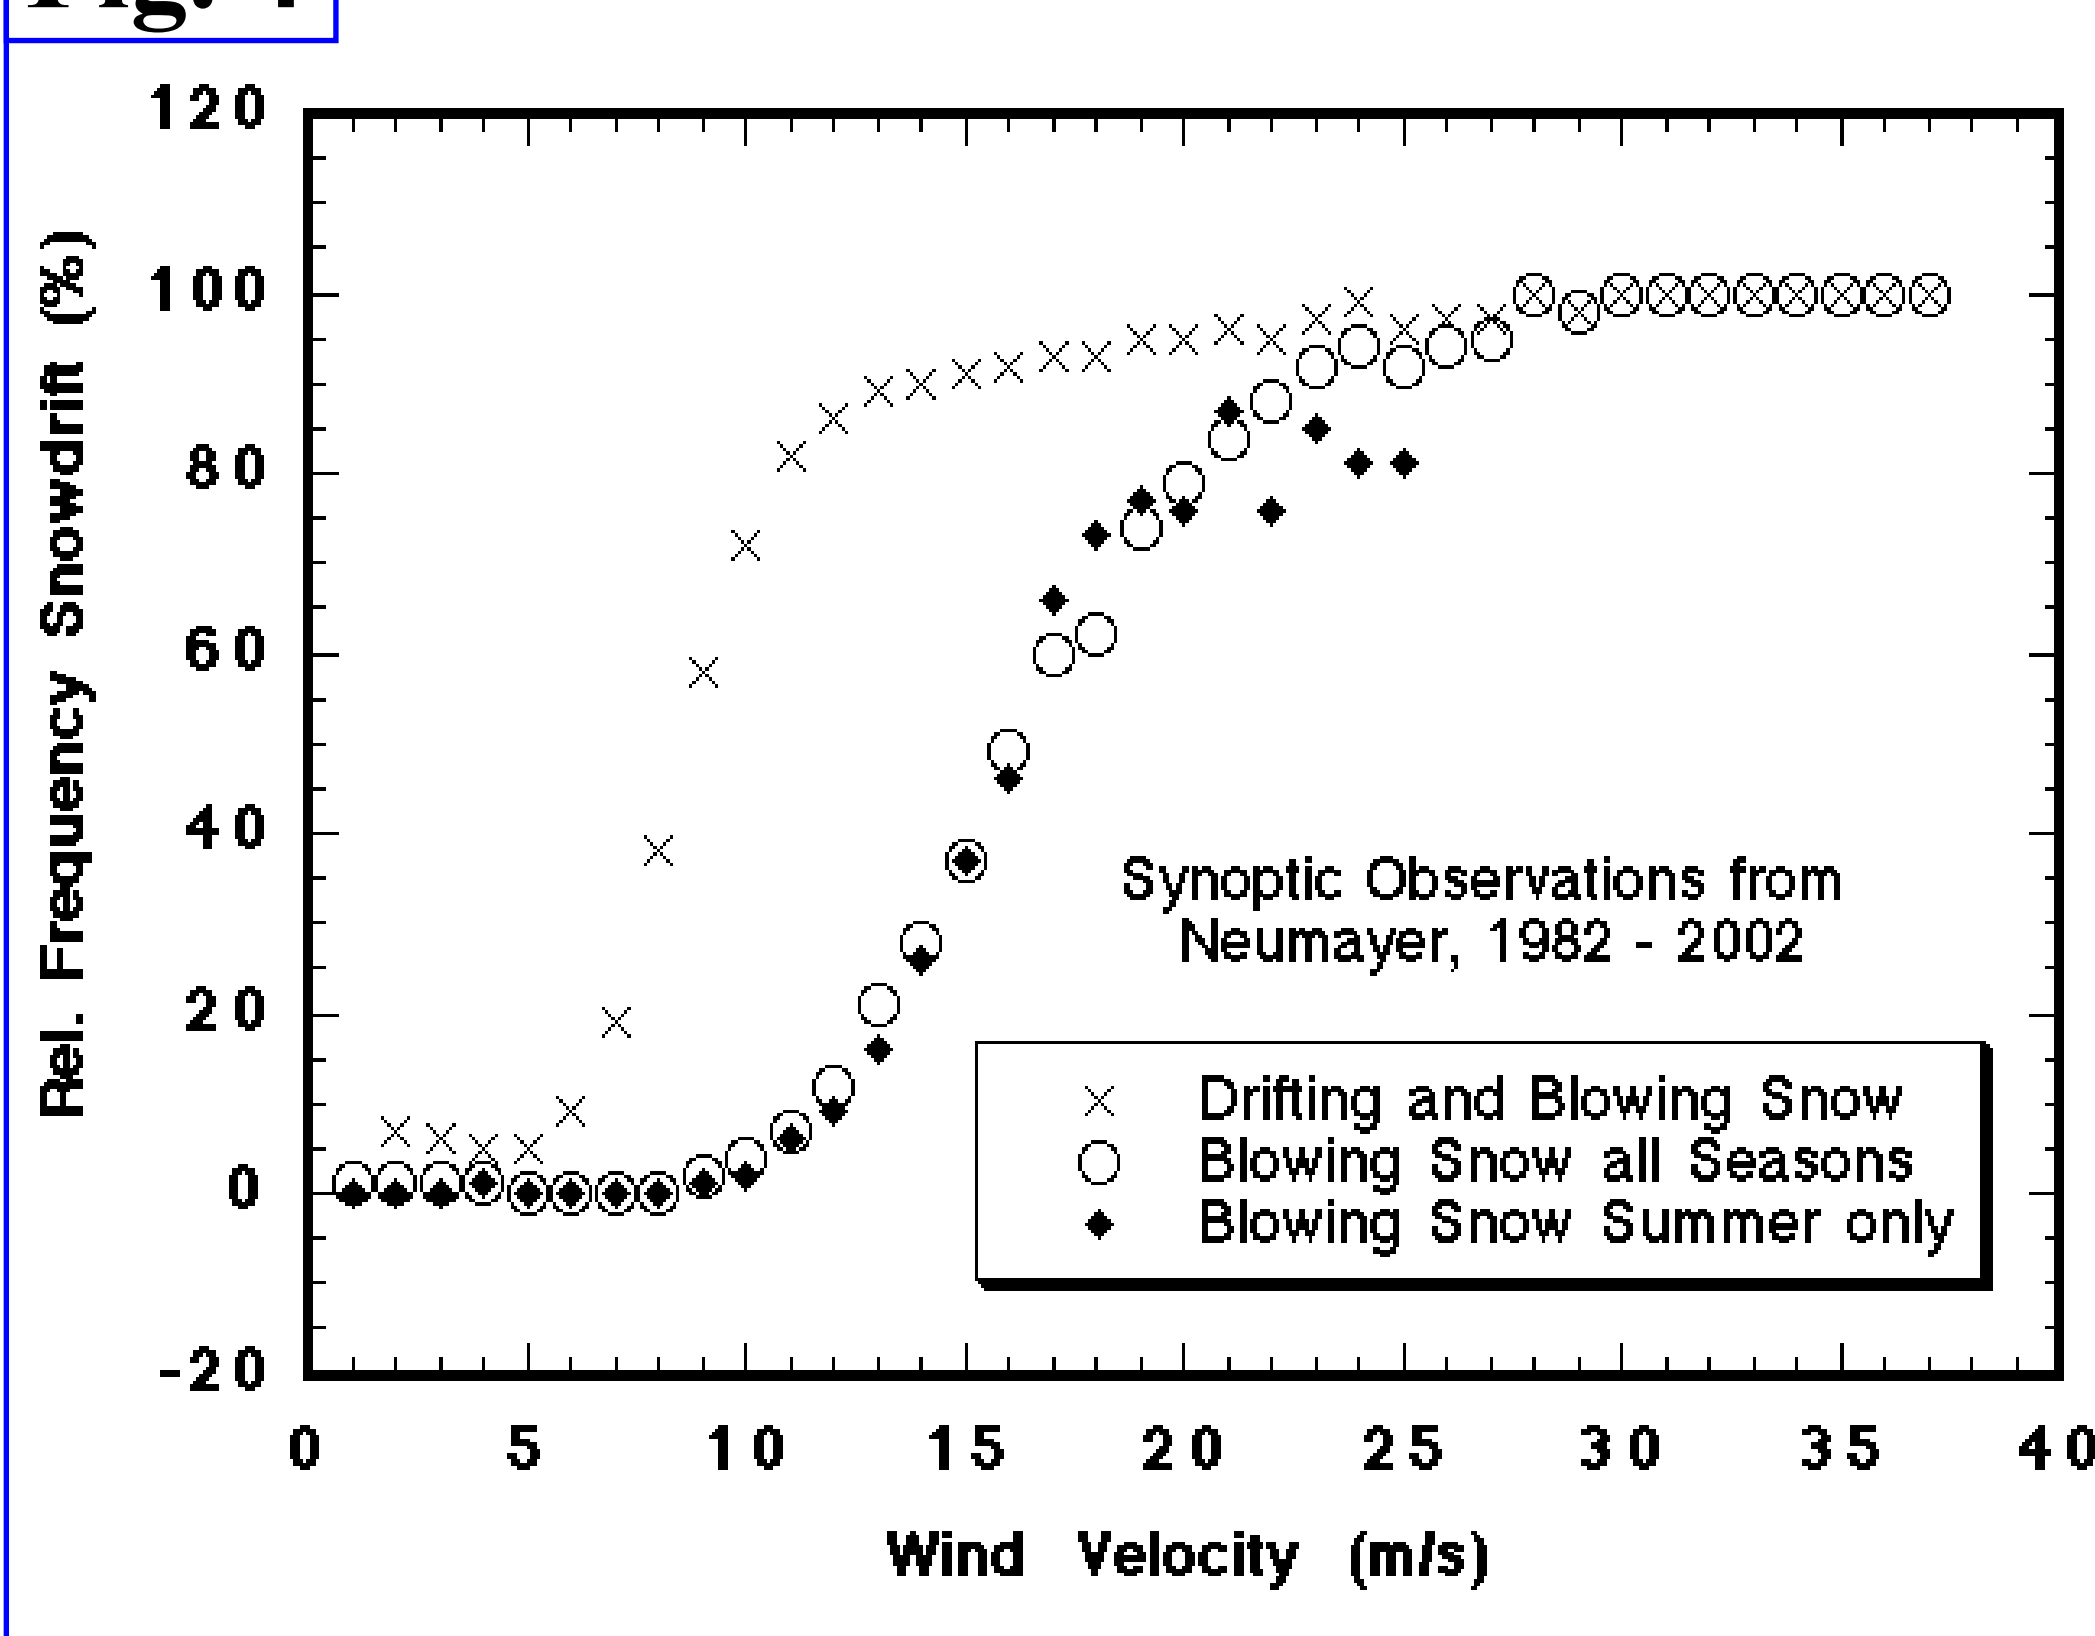 Fig. 4
120
100
80
60
40
20
0
-20
Rel. Frequency Snowdrift (%)
Synoptic Observations from
Neumayer, 1982 - 2002
Drifting and Blowing Snow
Blowing Snow all Seasons
Blowing Snow Summer only
0 5 10 15 20 25 30 35 40
Wind Velocity (m/s)